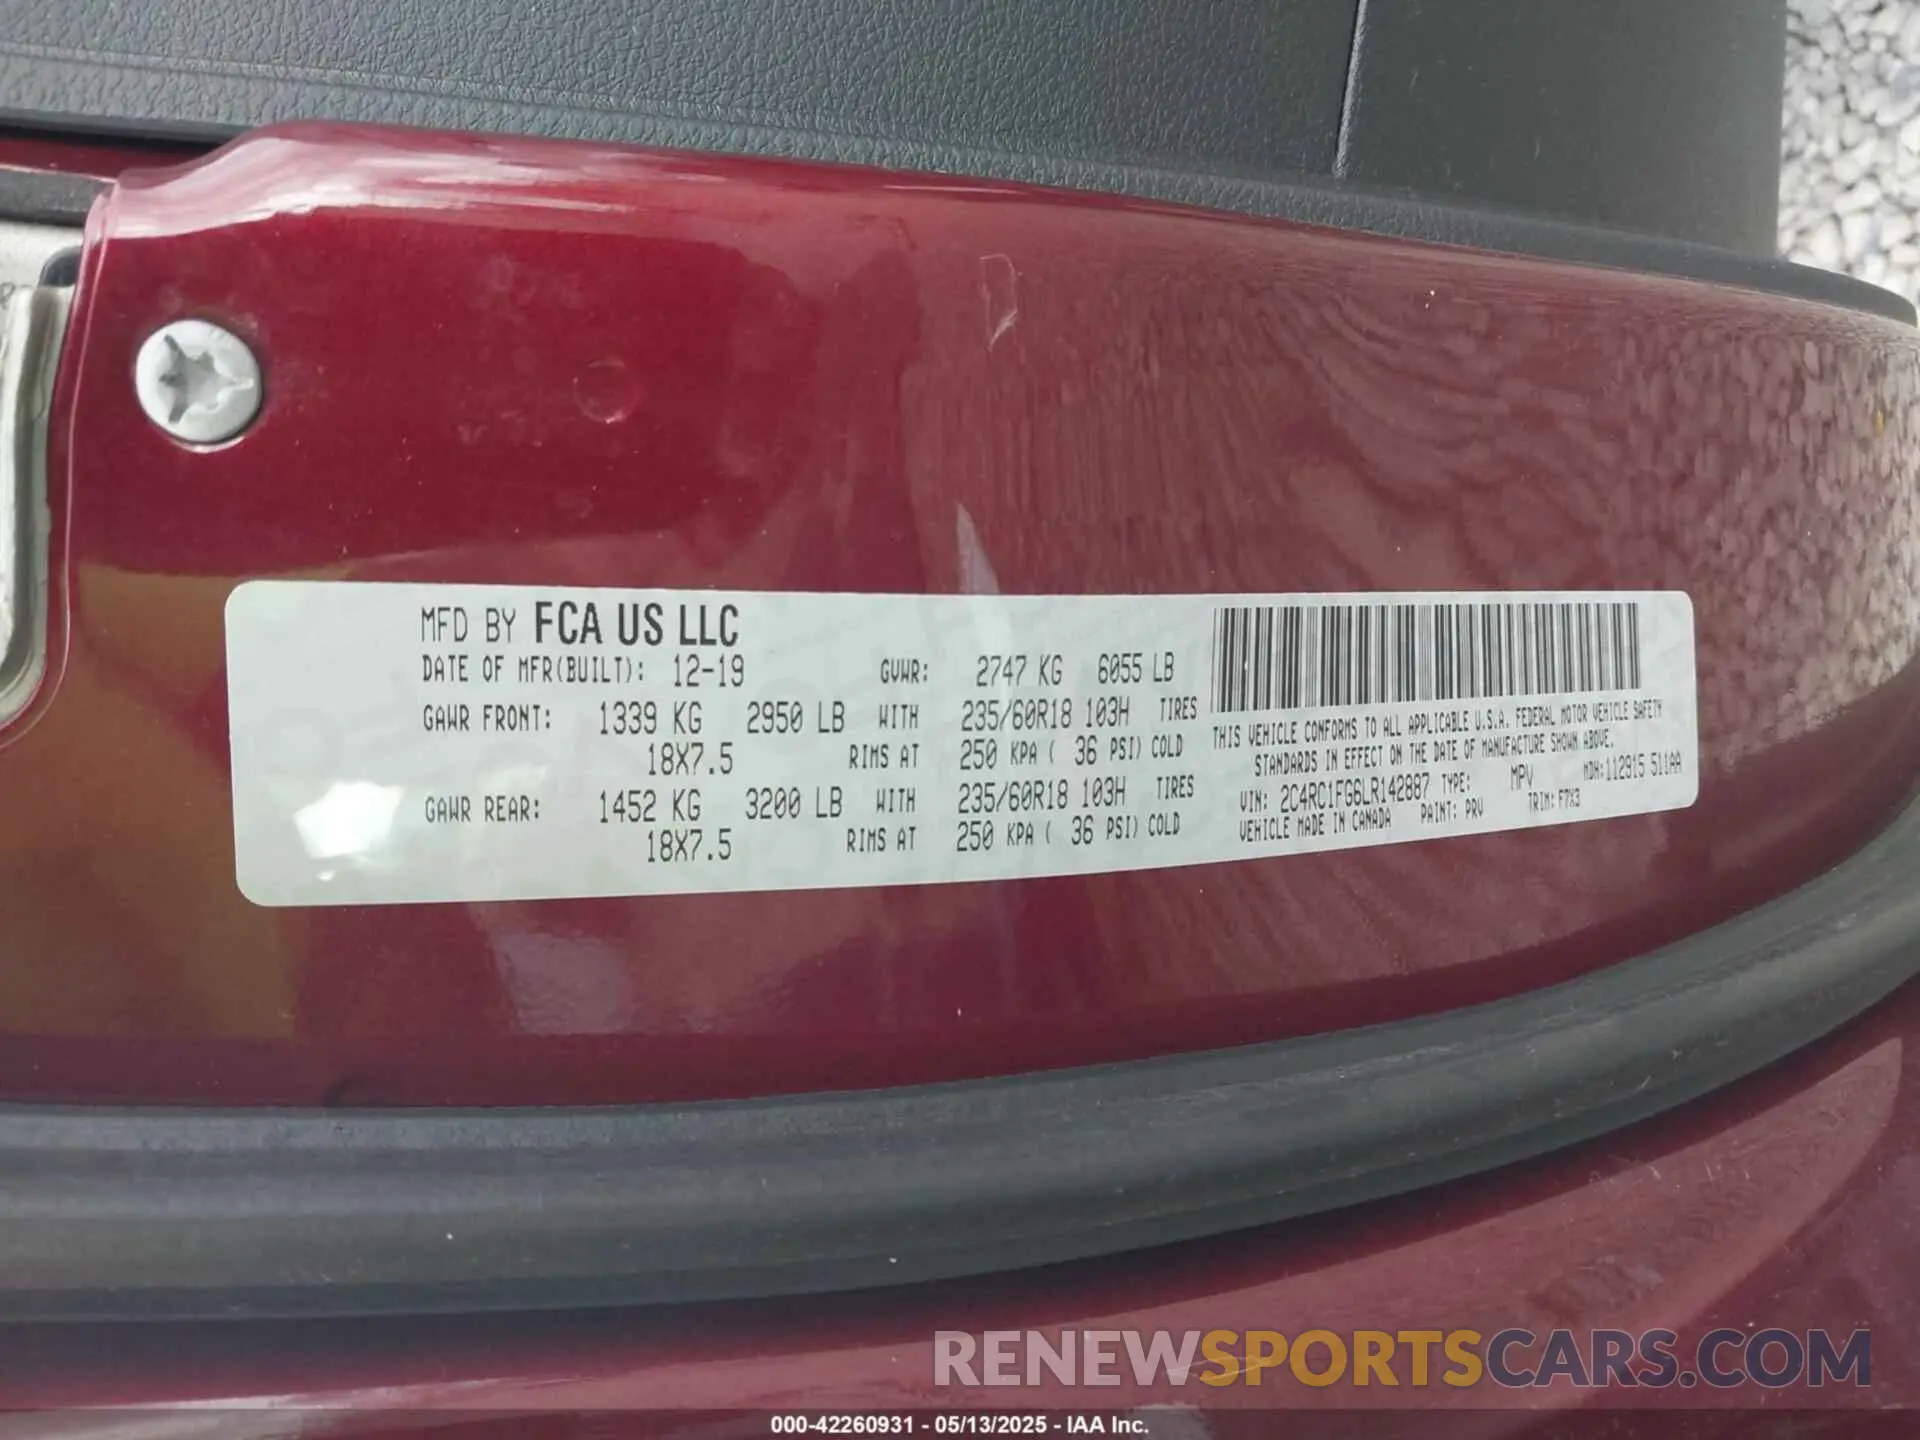 MFD BY FCA US LLC
DATE OF MFR(BUILT): 12-19 GVWR: 2747 KG 6055 LB
GAWR FRONT: 1339 KG 2950 LB WITH 235/60R18 103H TIRES
18X7.5 RIMS AT 250 KPA ( 36 PSI) COLD
GAWR REAR: 1452 KG 3200 LB WITH 235/60R18 103H TIRES
18X7.5 RIMS AT 250 KPA ( 36 PSI) COLD
THIS VEHICLE CONFORMS TO ALL APPLICABLE U.S.A. FEDERAL MOTOR VEHICLE SAFETY
STANDARDS IN EFFECT ON THE DATE OF MANUFACTURE SHOWN ABOVE.
VIN: 2C4RC1FG6LR142887 TYPE: MPV MDH:112915 511AA
VEHICLE MADE IN CANADA PAINT: PRV TRIM: F7X3
RENEWSPORTSCARS.COM
000-42260931 - 05/13/2025 - IAA Inc.